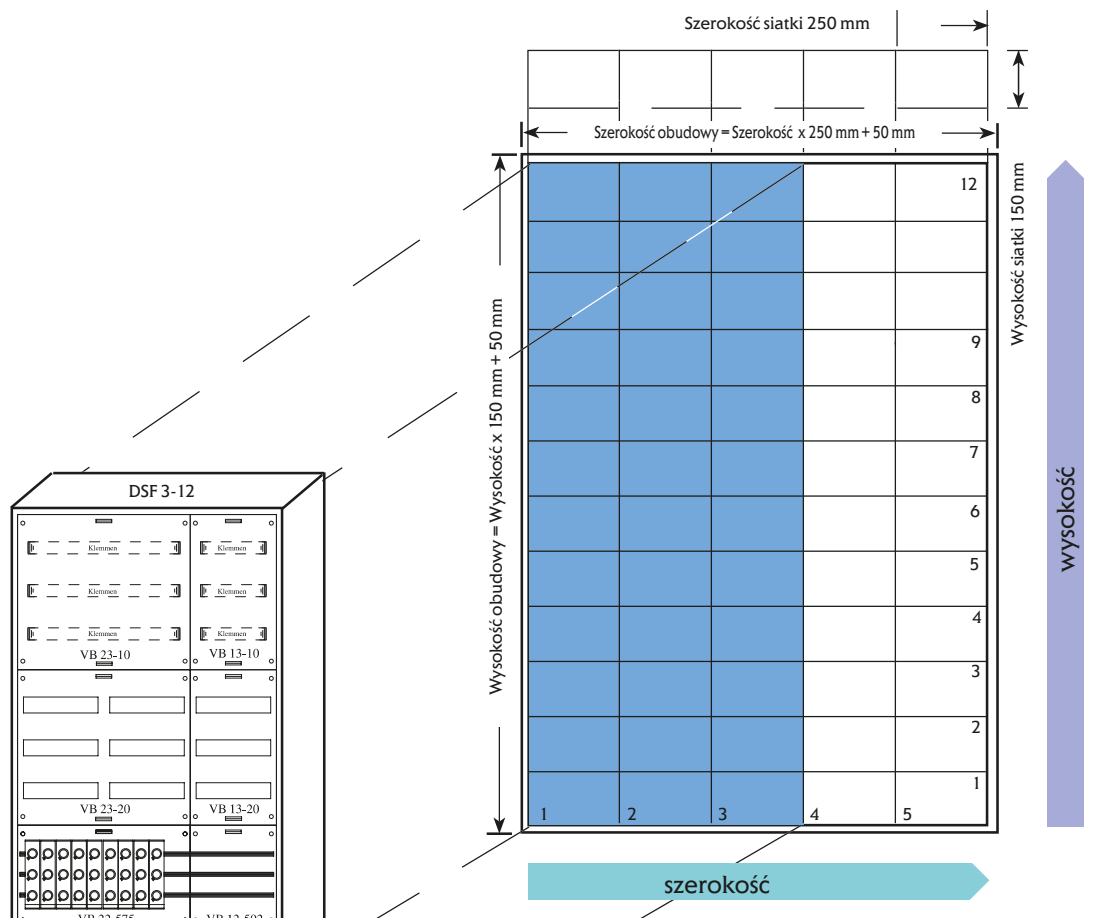 Szerokość siatki 250 mm
Szerokość obudowy = Szerokość x 250 mm + 50 mm
Wysokość siatki 150 mm
Wysokość obudowy = Wysokość x 150 mm + 50 mm
12
9
8
7
6
5
4
3
2
1
1 2 3 4 5
wysokość
szerokość
DSF 3-12
Klemmen Klemmen
Klemmen Klemmen
Klemmen Klemmen
VB 23-10 VB 13-10
VB 23-20 VB 13-20